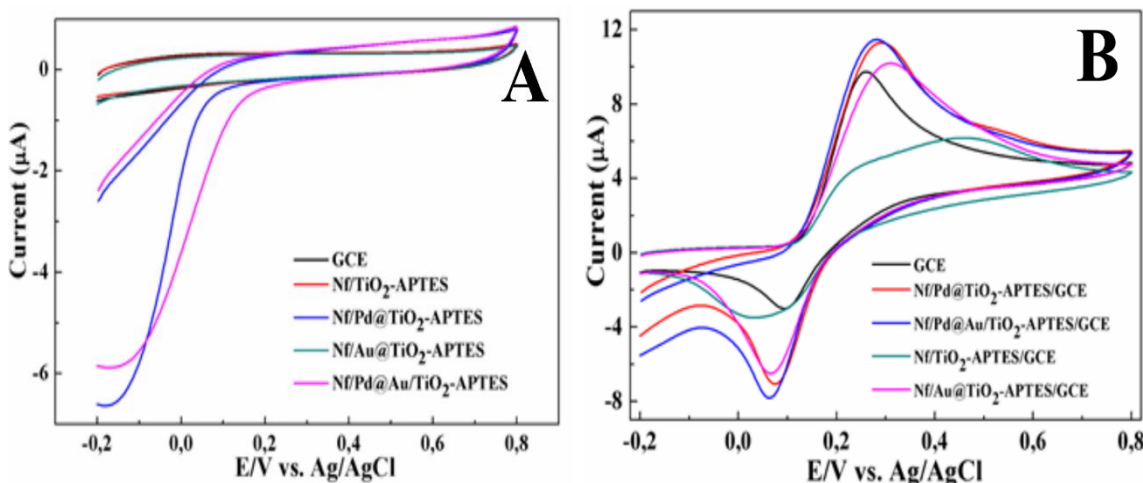 A
0
-2
-4
-6
Current (µA)
GCE
Nf/TiO2-APTES
Nf/Pd@TiO2-APTES
Nf/Au@TiO2-APTES
Nf/Pd@Au/TiO2-APTES
-0,2 0,0 0,2 0,4 0,6 0,8
E/V vs. Ag/AgCl
B
12
8
4
0
-4
-8
Current (µA)
GCE
Nf/Pd@TiO2-APTES/GCE
Nf/Pd@Au/TiO2-APTES/GCE
Nf/TiO2-APTES/GCE
Nf/Au@TiO2-APTES/GCE
-0,2 0,0 0,2 0,4 0,6 0,8
E/V vs. Ag/AgCl